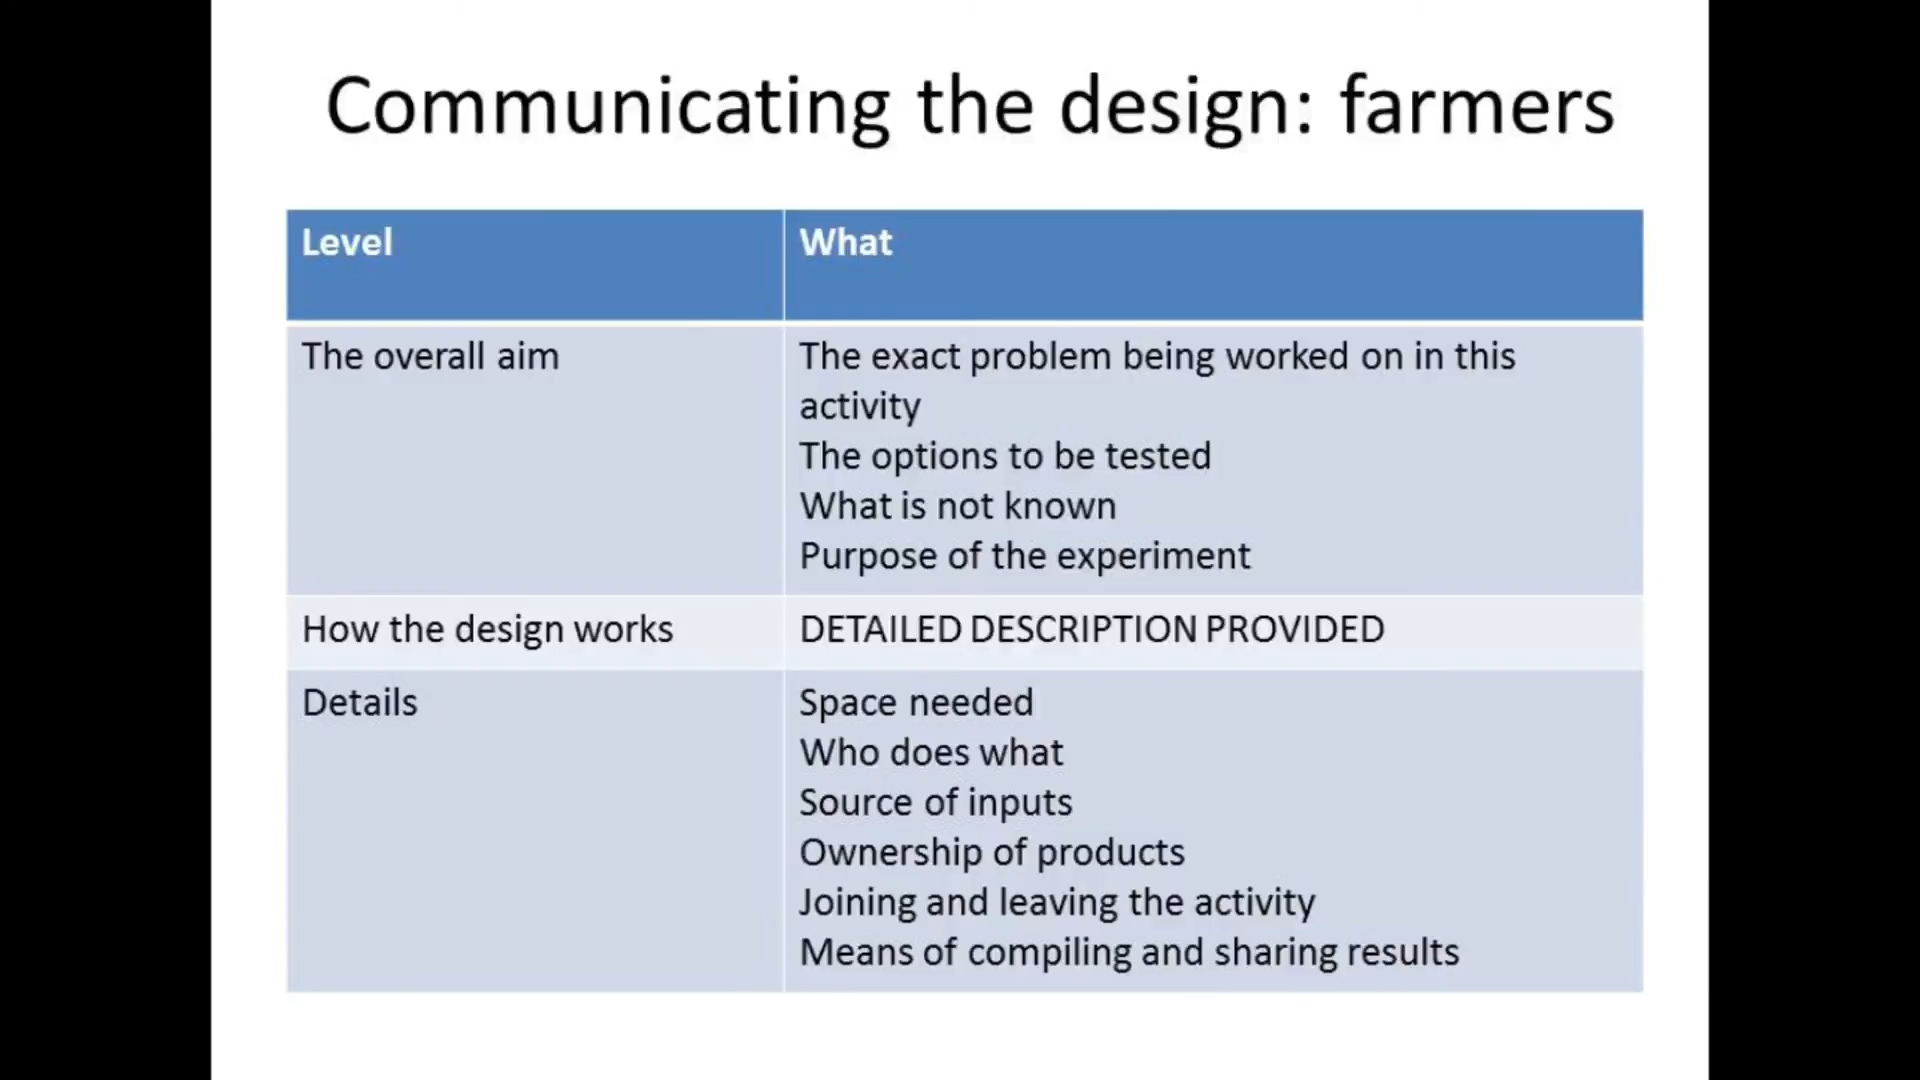 Communicating the design: farmers
Level
What
The overall aim
The exact problem being worked on in this
activity
The options to be tested
What is not known
Purpose of the experiment
How the design works
DETAILED DESCRIPTION PROVIDED
Details
Space needed
Who does what
Source of inputs
Ownership of products
Joining and leaving the activity
Means of compiling and sharing results